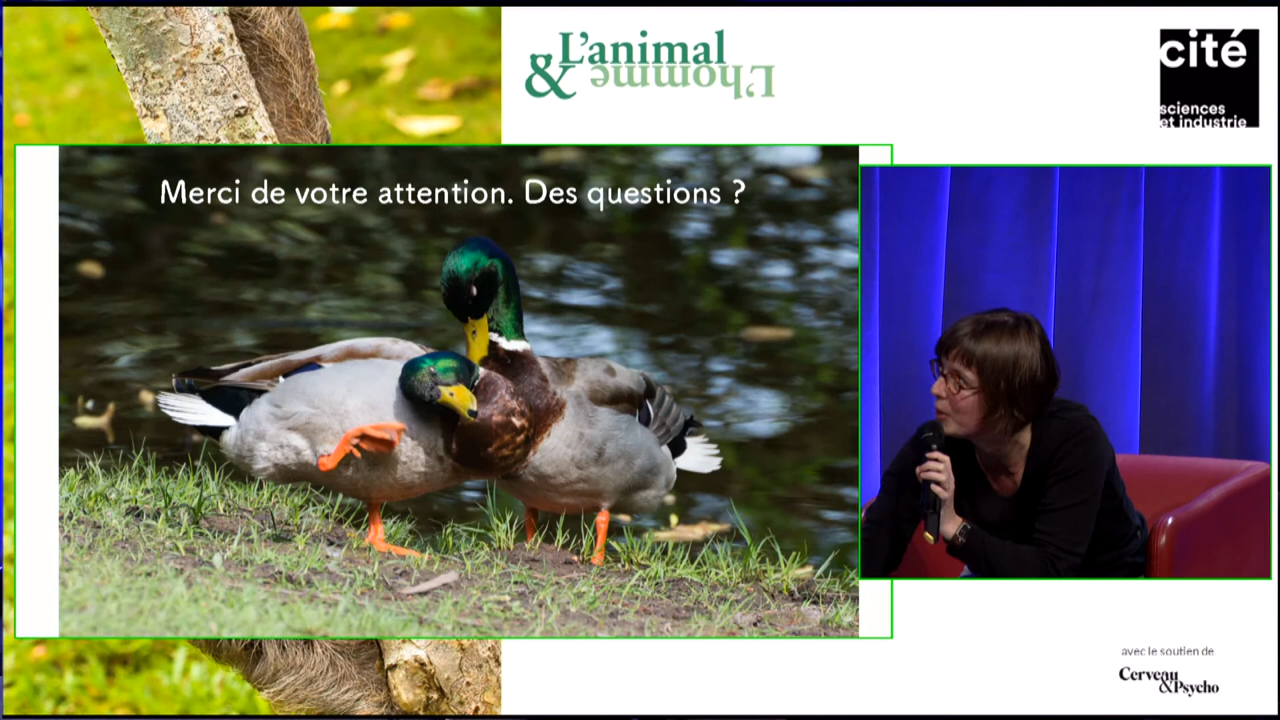 L'animal
&
L'homme
cité
sciences
et industrie
Merci de votre attention. Des questions ?
avec le soutien de
Cerveau
&Psycho